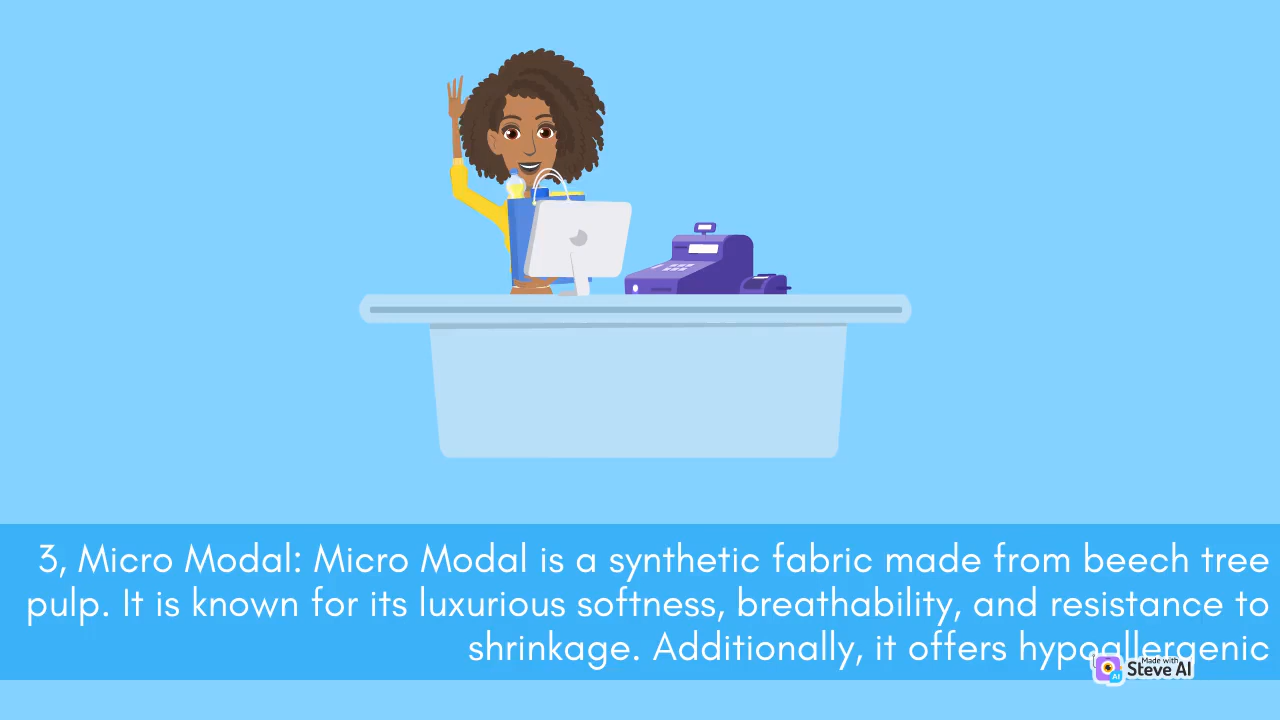 3, Micro Modal: Micro Modal is a synthetic fabric made from beech tree
pulp. It is known for its luxurious softness, breathability, and resistance to
shrinkage. Additionally, it offers hypoallergenic
Made with
Steve AI
AI